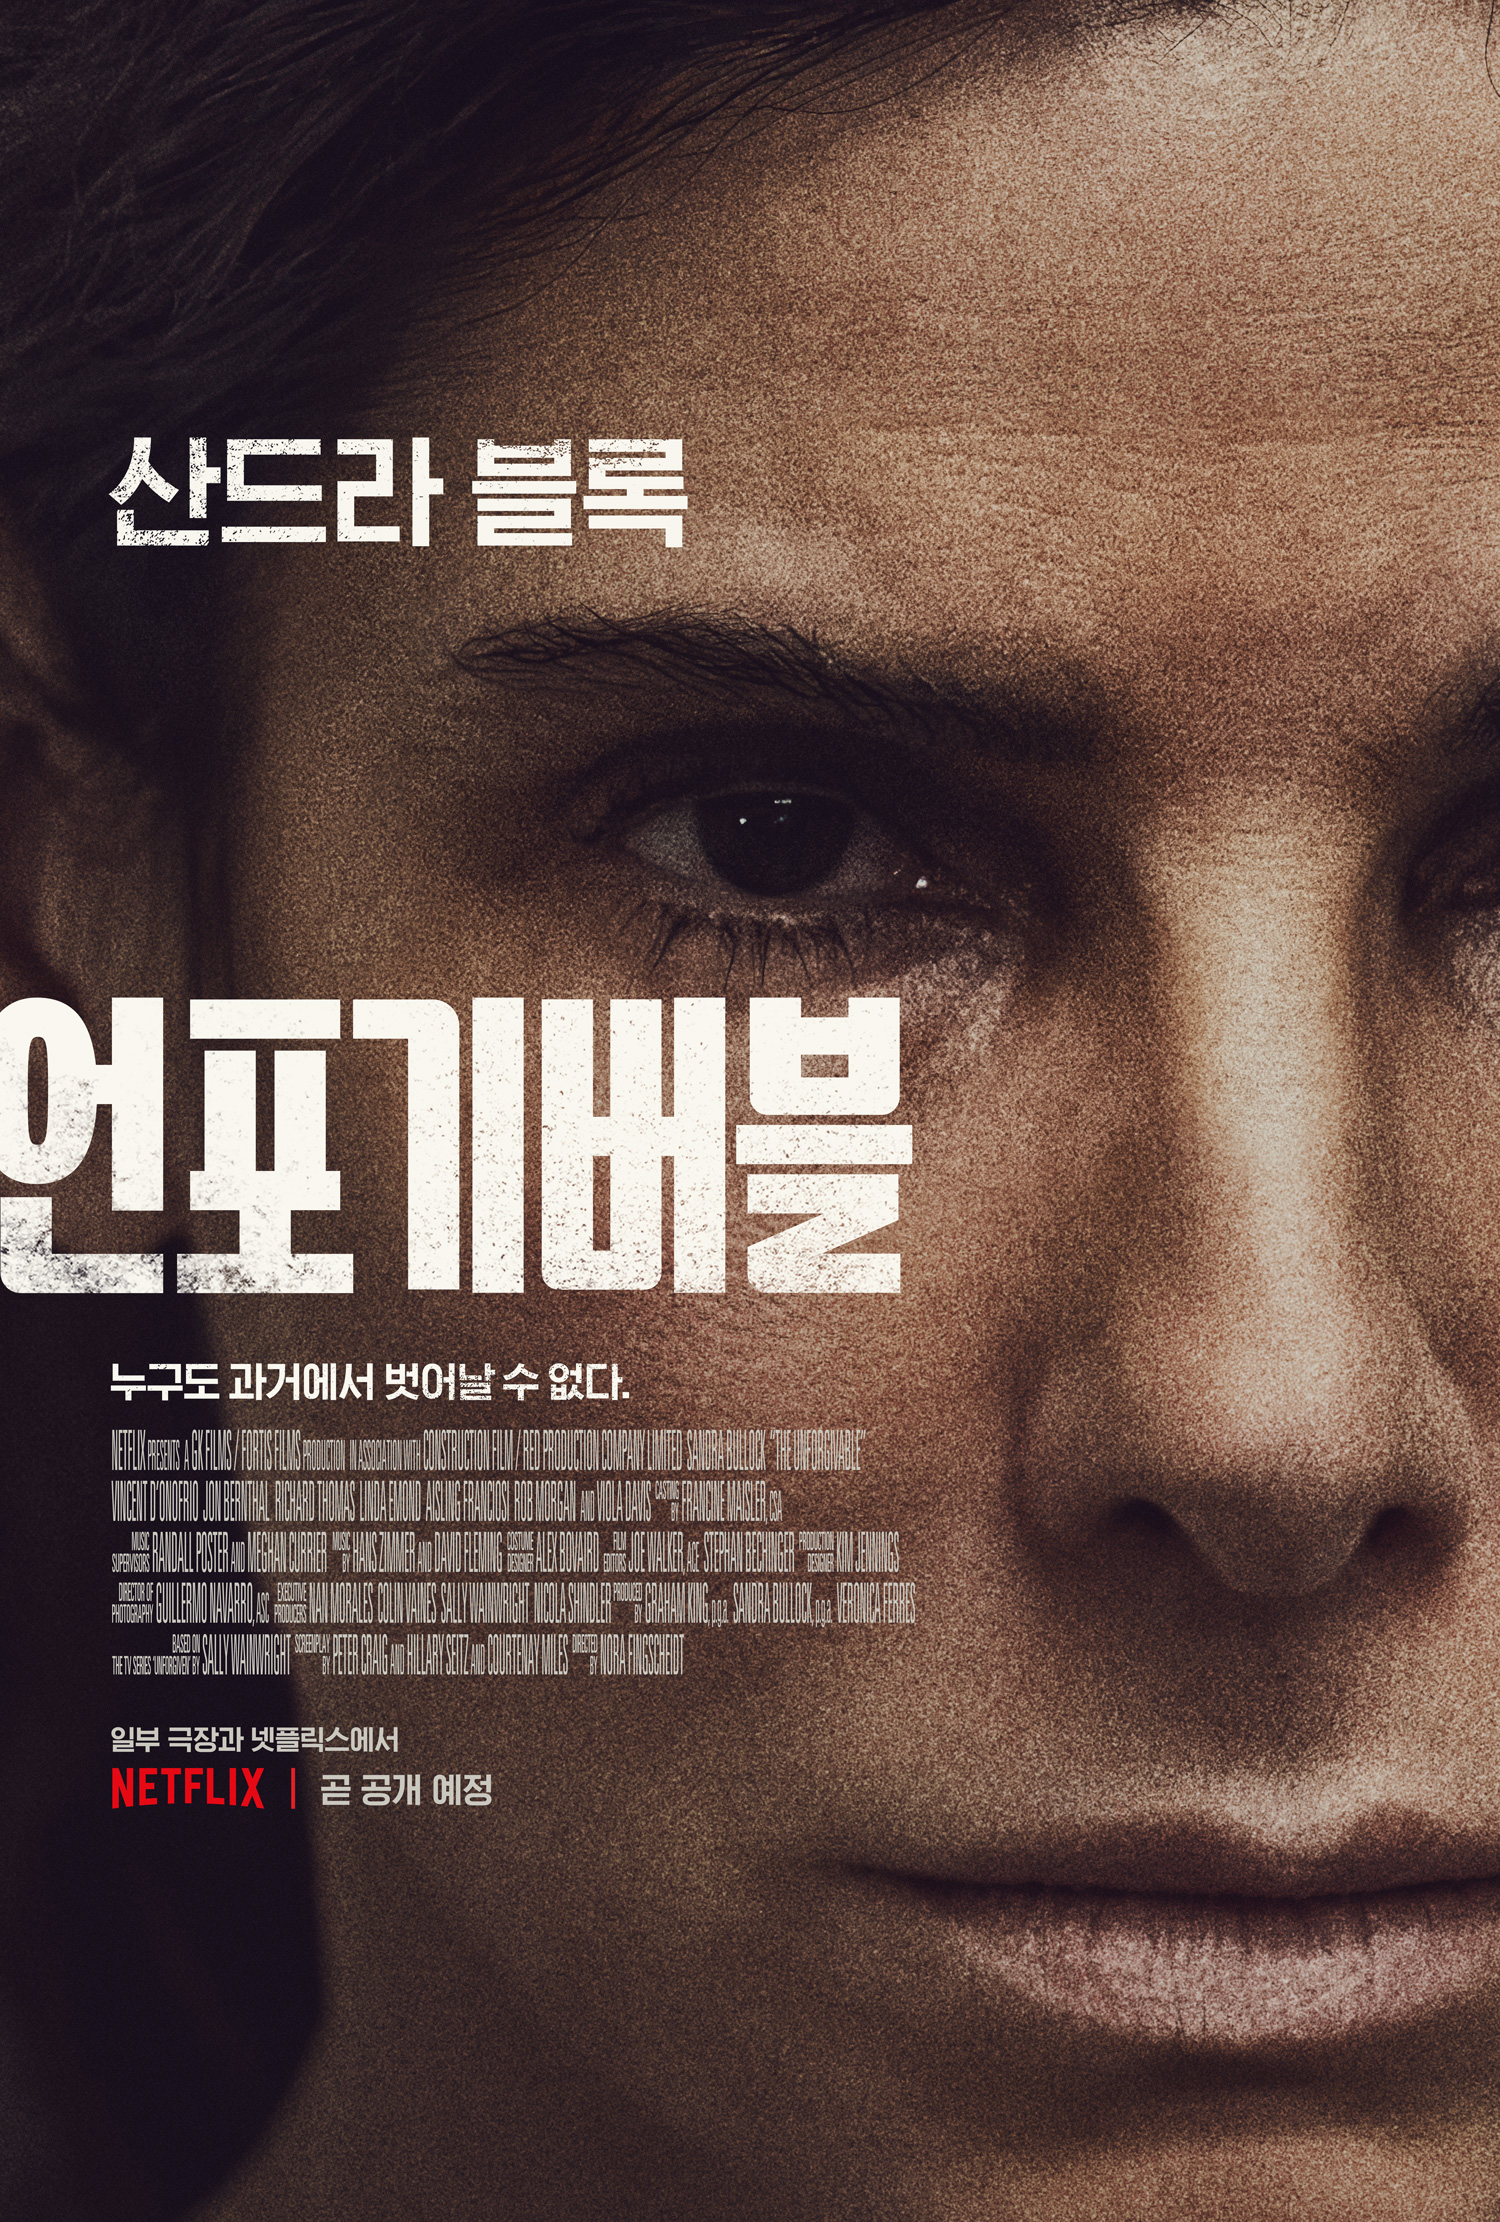 산드라 블록
언포기버블
누구도 과거에서 벗어날 수 없다.
NETFLIX PRESENTS A GK FILMS / FORTIS FILMS PRODUCTION IN ASSOCIATION WITH CONSTRUCTION FILM / RED PRODUCTION COMPANY LIMITED SANDRA BULLOCK "THE UNFORGIVABLE"
VINCENT D'ONOFRIO JON BERNTHAL RICHARD THOMAS LINDA EMOND AISLING FRANCIOSI ROB MORGAN AND VIOLA DAVIS CASTING BY FRANCINE MAISLER, CSA
MUSIC SUPERVISORS RANDALL POSTER AND MEGHAN CURRIER MUSIC BY HANS ZIMMER AND DAVID FLEMING COSTUME DESIGNER ALEX BOVAIRD FILM EDITORS JOE WALKER, ACE STEPHAN BECHINGER PRODUCTION DESIGNER KIM JENNINGS
DIRECTOR OF PHOTOGRAPHY GUILLERMO NAVARRO, ASC EXECUTIVE PRODUCERS NAN MORALES COLIN VAINES SALLY WAINWRIGHT NICOLA SHINDLER PRODUCED BY GRAHAM KING, p.g.a. SANDRA BULLOCK, p.g.a. VERONICA FERRES
BASED ON THE TV SERIES 'UNFORGIVEN' BY SALLY WAINWRIGHT SCREENPLAY BY PETER CRAIG AND HILLARY SEITZ AND COURTENAY MILES DIRECTED BY NORA FINGSCHEIDT
일부 극장과 넷플릭스에서
NETFLIX | 곧 공개 예정